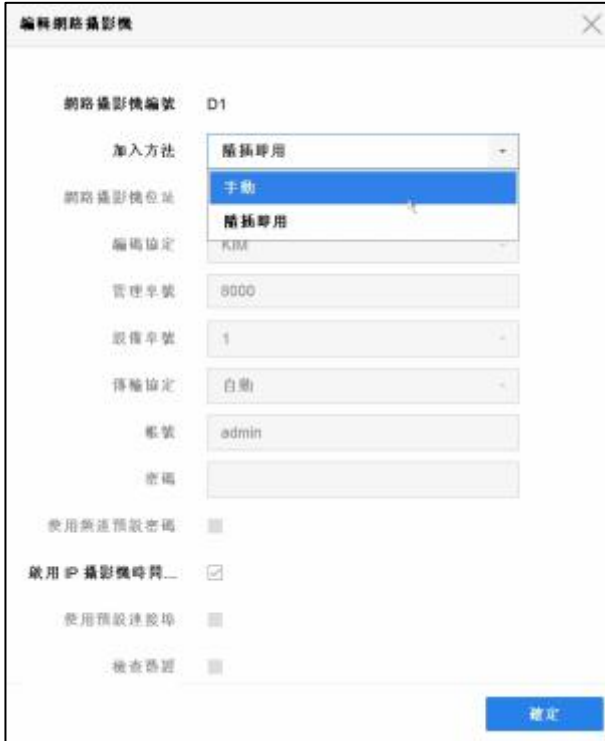 編輯網路攝影機
網路攝影機編號 D1
加入方法 隨插即用
手動
網路攝影機位址
隨插即用
編碼協定 KIM
管理阜號 8000
設備阜號 1
傳輸協定 自動
帳號 admin
密碼
使用頻道預設密碼
啟用 IP 攝影機時間...
使用預設連接埠
檢查憑證
確定